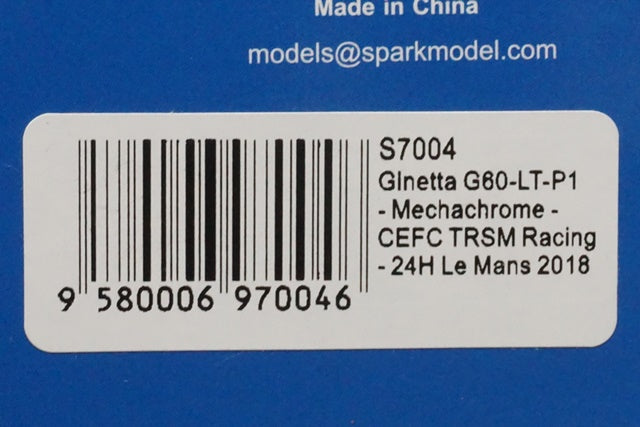 Made in China
models@sparkmodel.com
S7004
GInetta G60-LT-P1
- Mechachrome -
CEFC TRSM Racing
- 24H Le Mans 2018
9 580006 970046